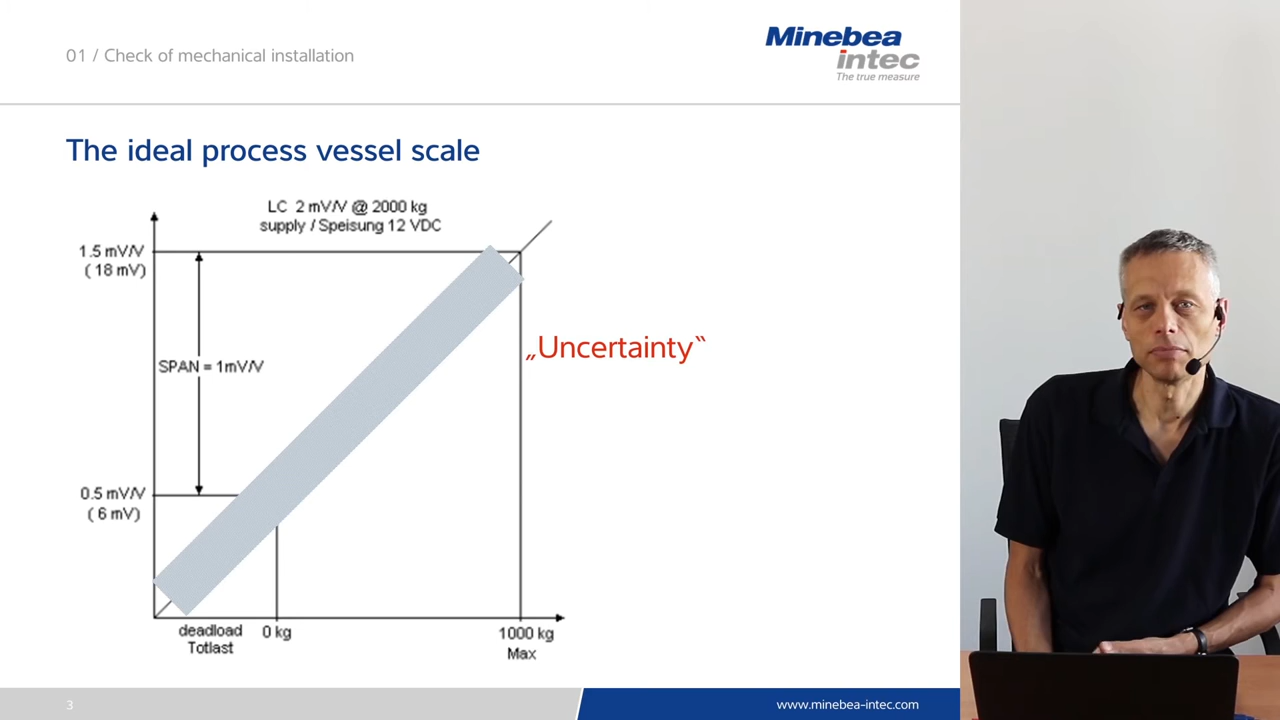 01 / Check of mechanical installation
Minebea
intec
The true measure
The ideal process vessel scale
LC 2 mV/V @ 2000 kg
supply / Speisung 12 VDC
1.5 mV/V
( 18 mV)
SPAN = 1mV/V
„Uncertainty‟
0.5 mV/V
( 6 mV)
deadload
Totlast
0 kg
1000 kg
Max
3
www.minebea-intec.com